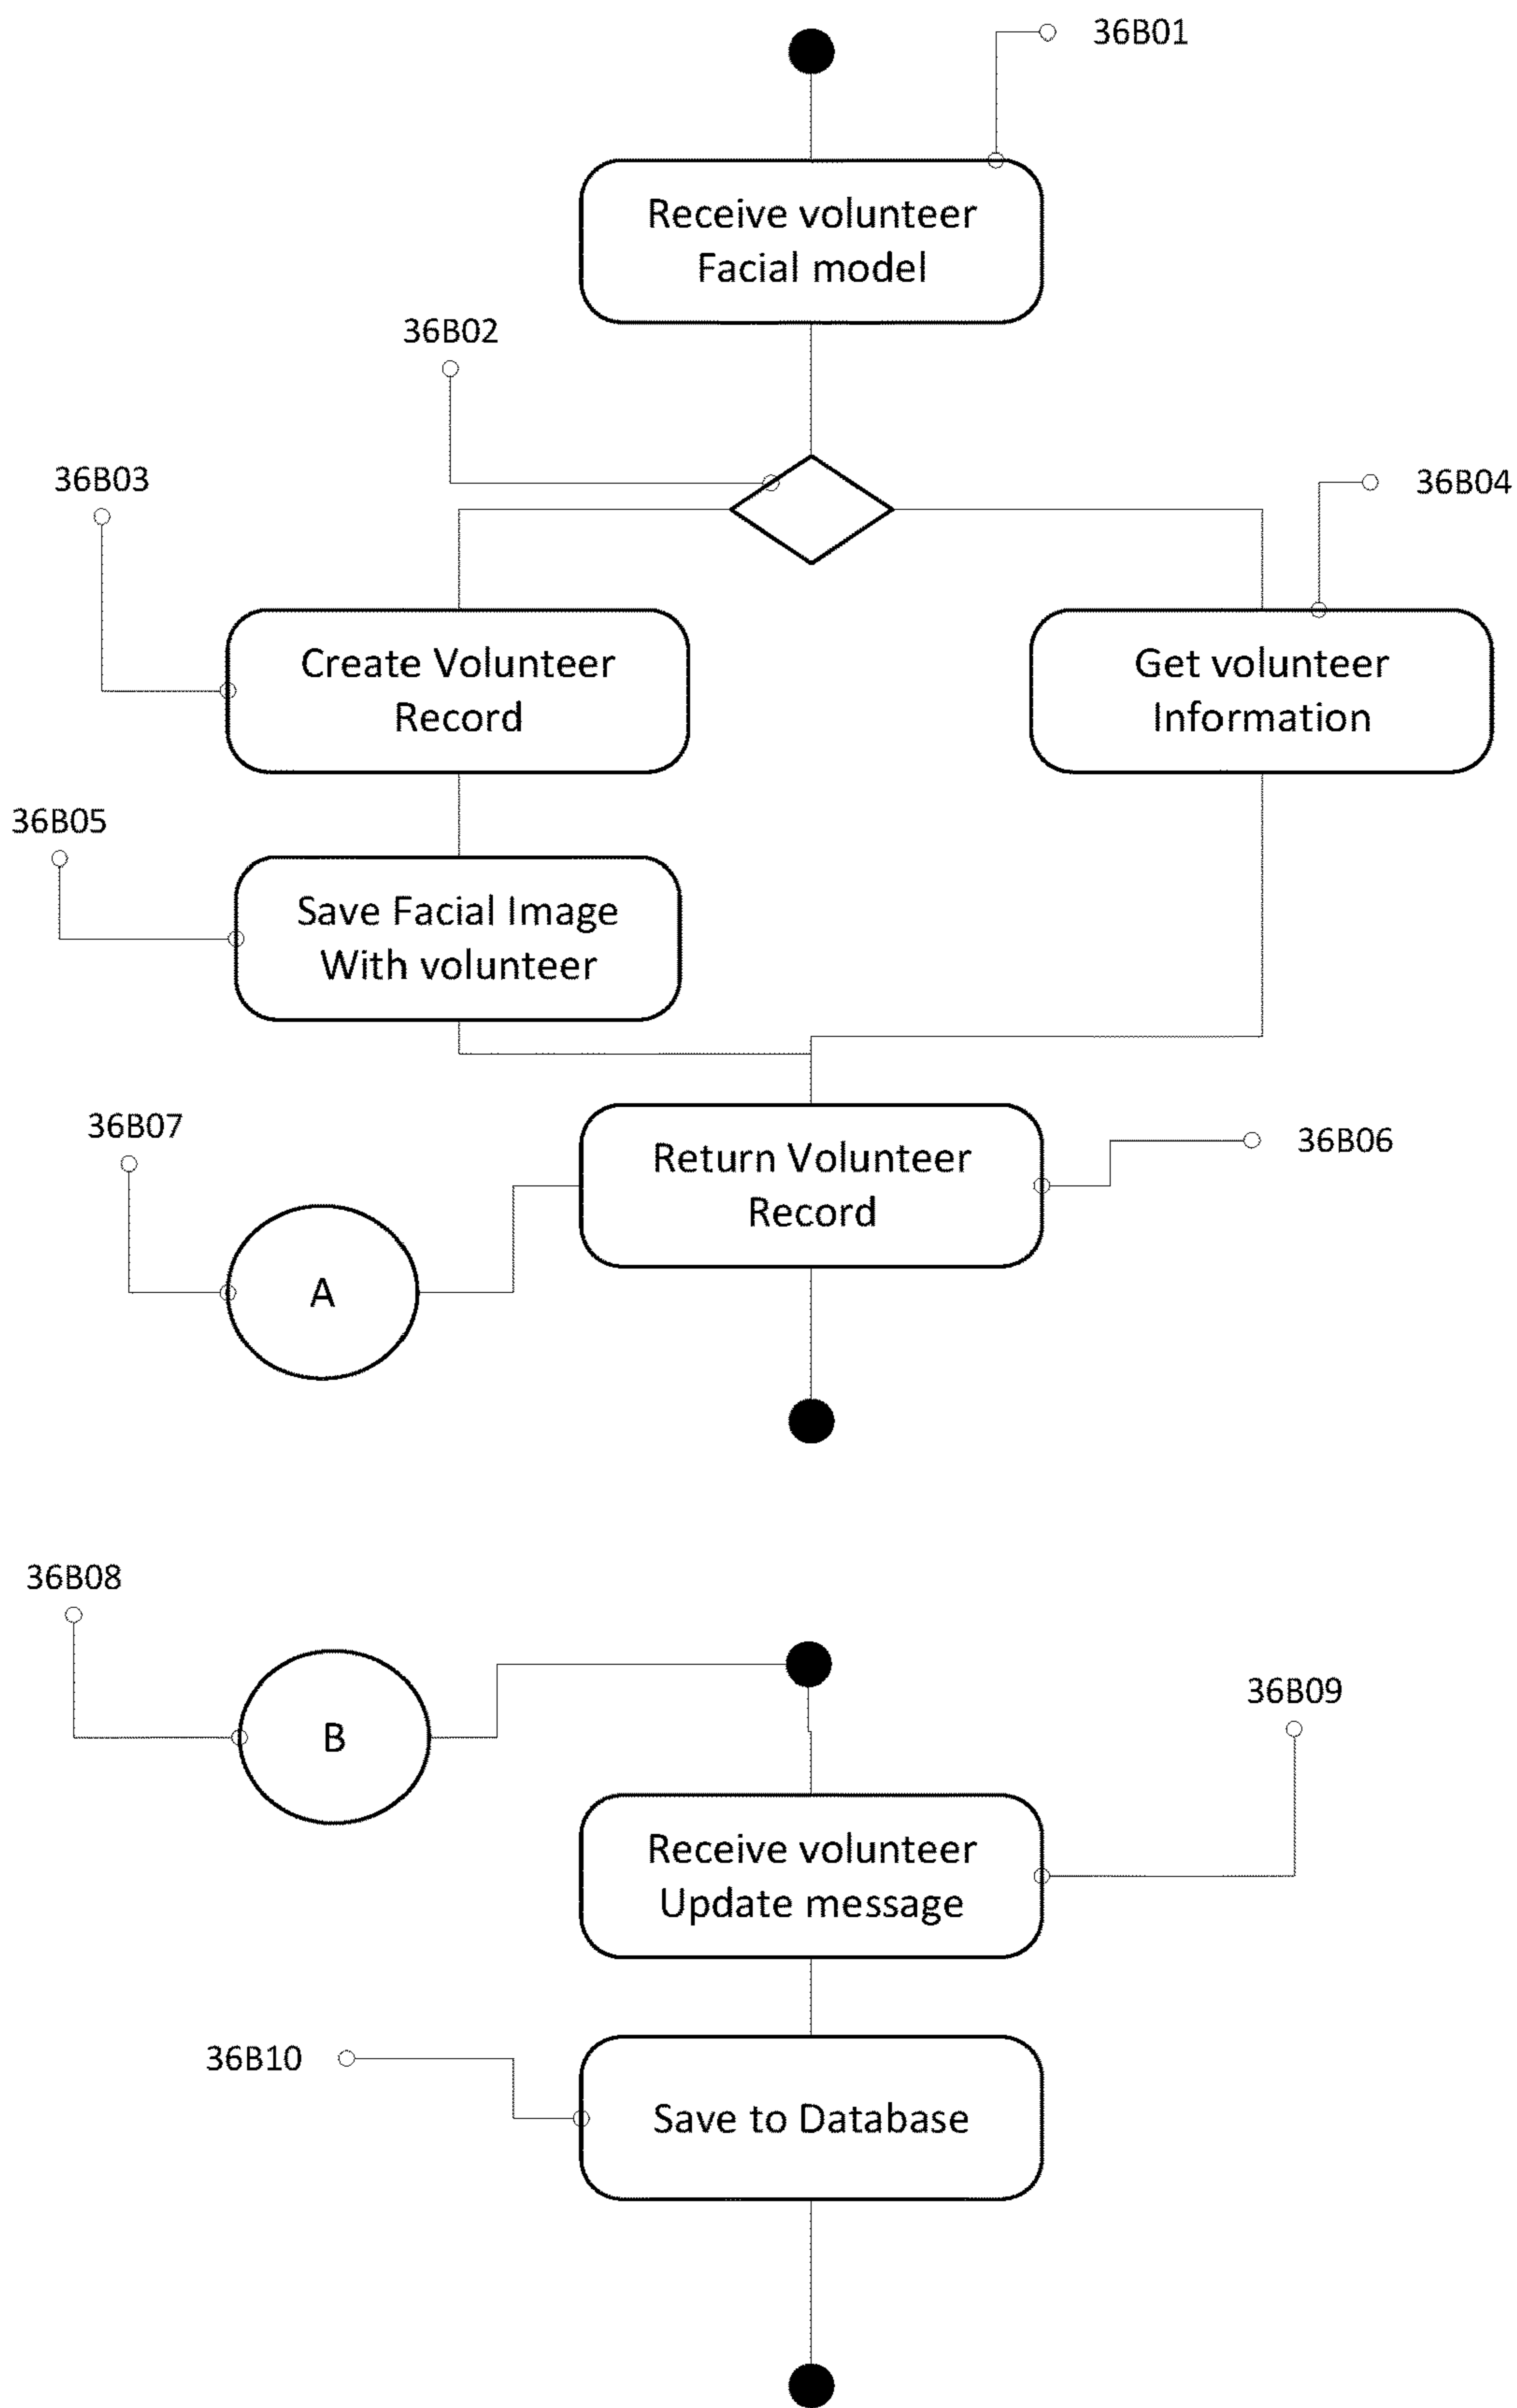 36B01
Receive volunteer
Facial model
36B02
36B03
36B04
Create Volunteer
Record
Get volunteer
Information
36B05
Save Facial Image
With volunteer
36B07
36B06
Return Volunteer
Record
A
36B08
36B09
B
Receive volunteer
Update message
36B10
Save to Database